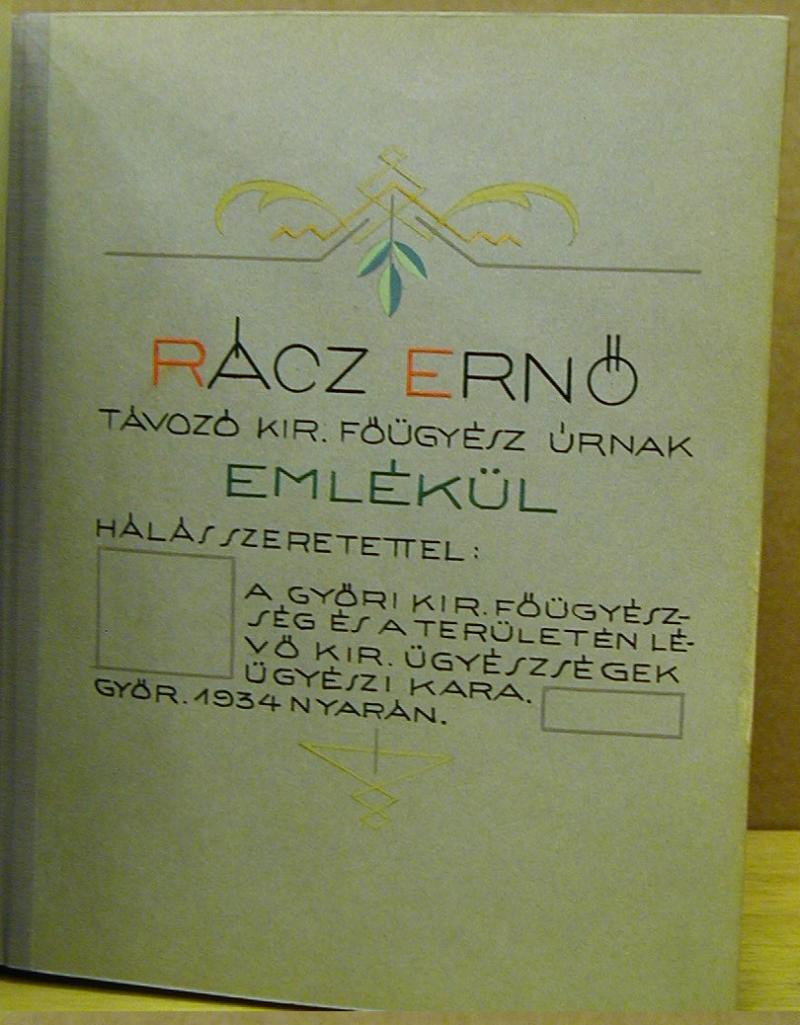 RÁCZ ERNŐ
TÁVOZÓ KIR. FŐÜGYÉSZ ÚRNAK
EMLÉKÜL
HÁLÁS SZERETETTEL:
A GYŐRI KIR. FŐÜGYÉSZ-
SÉG ÉS A TERÜLETÉN LÉ-
VŐ KIR. ÜGYÉSZSÉGEK
ÜGYÉSZI KARA.
GYŐR. 1934 NYARÁN.